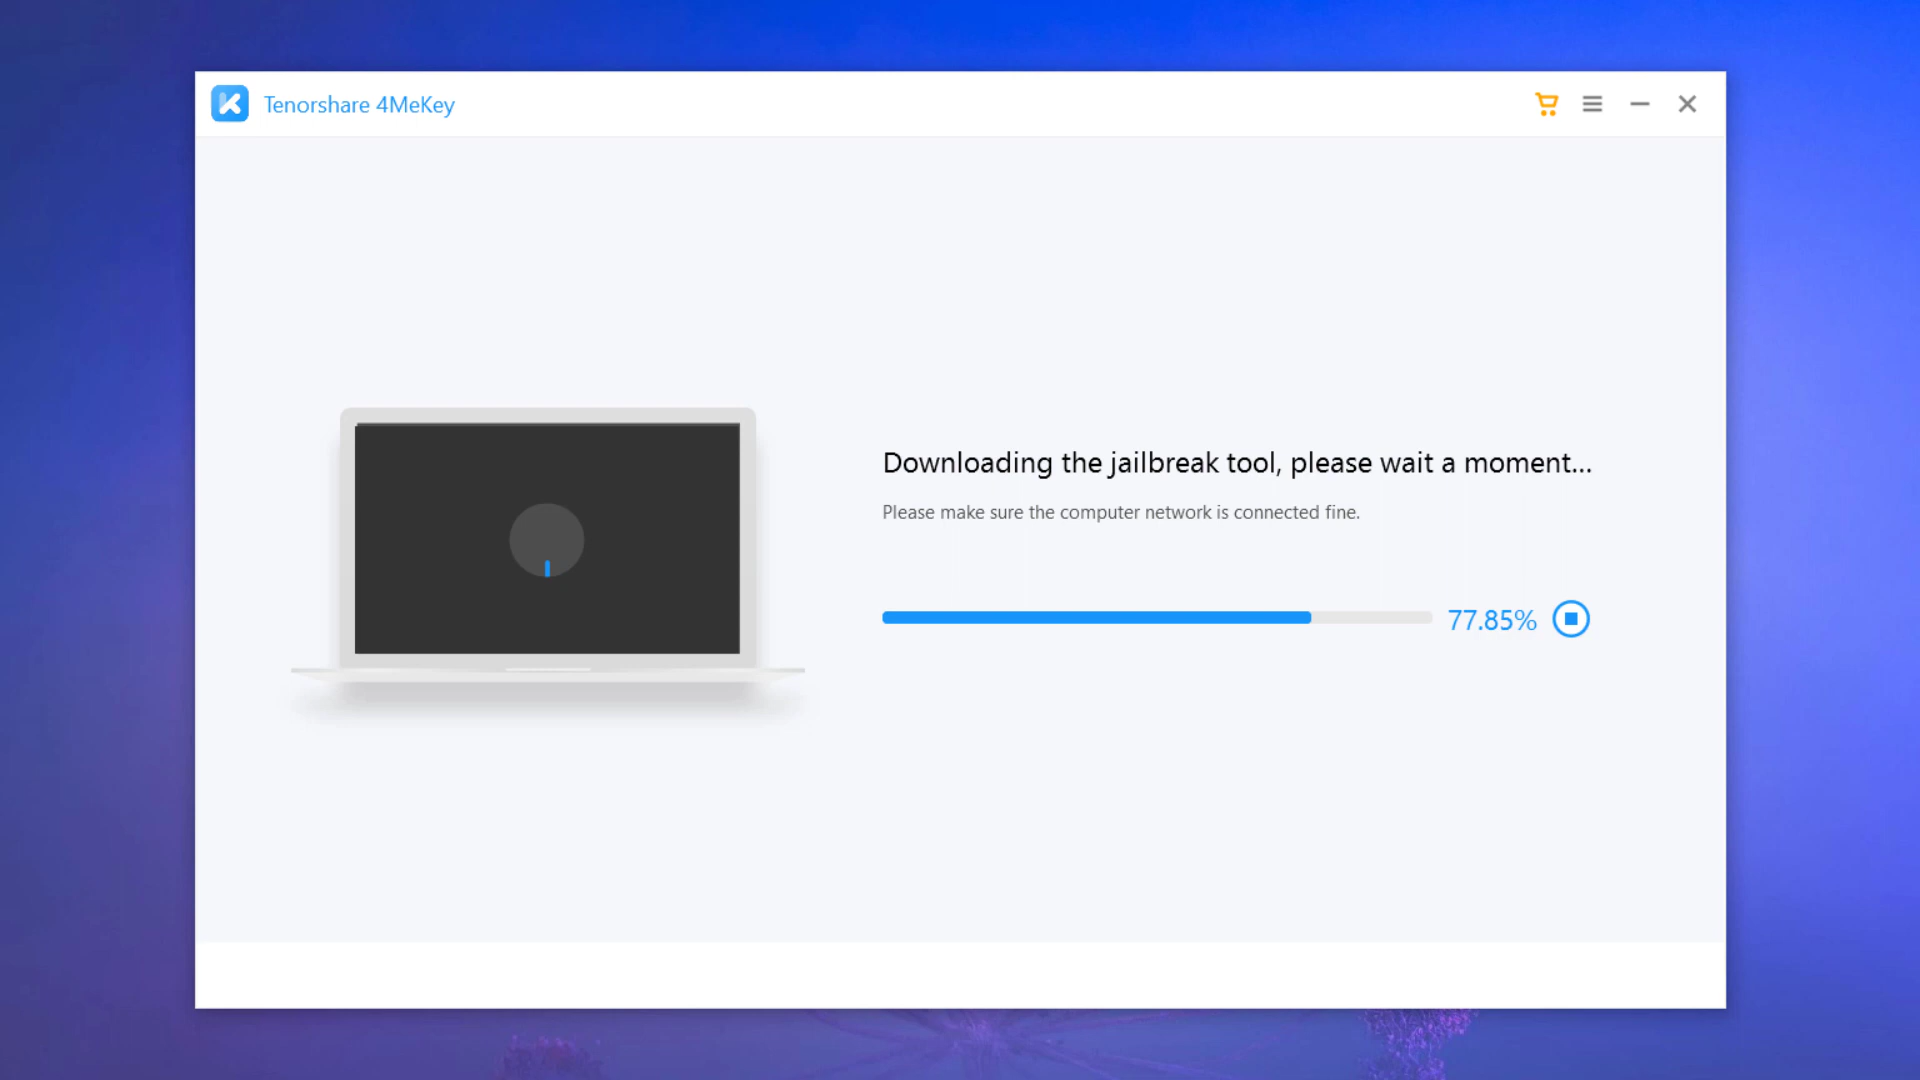 Tenorshare 4MeKey
Downloading the jailbreak tool, please wait a moment...
Please make sure the computer network is connected fine.
77.85%